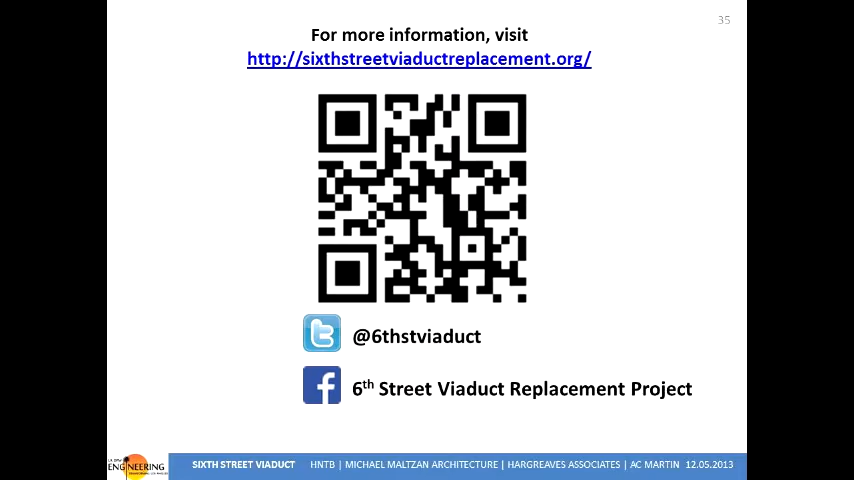 35
For more information, visit
http://sixthstreetviaductreplacement.org/
@6thstviaduct
6th Street Viaduct Replacement Project
ENGINEERING
SIXTH STREET VIADUCT HNTB | MICHAEL MALTZAN ARCHITECTURE | HARGREAVES ASSOCIATES | AC MARTIN 12.05.2013